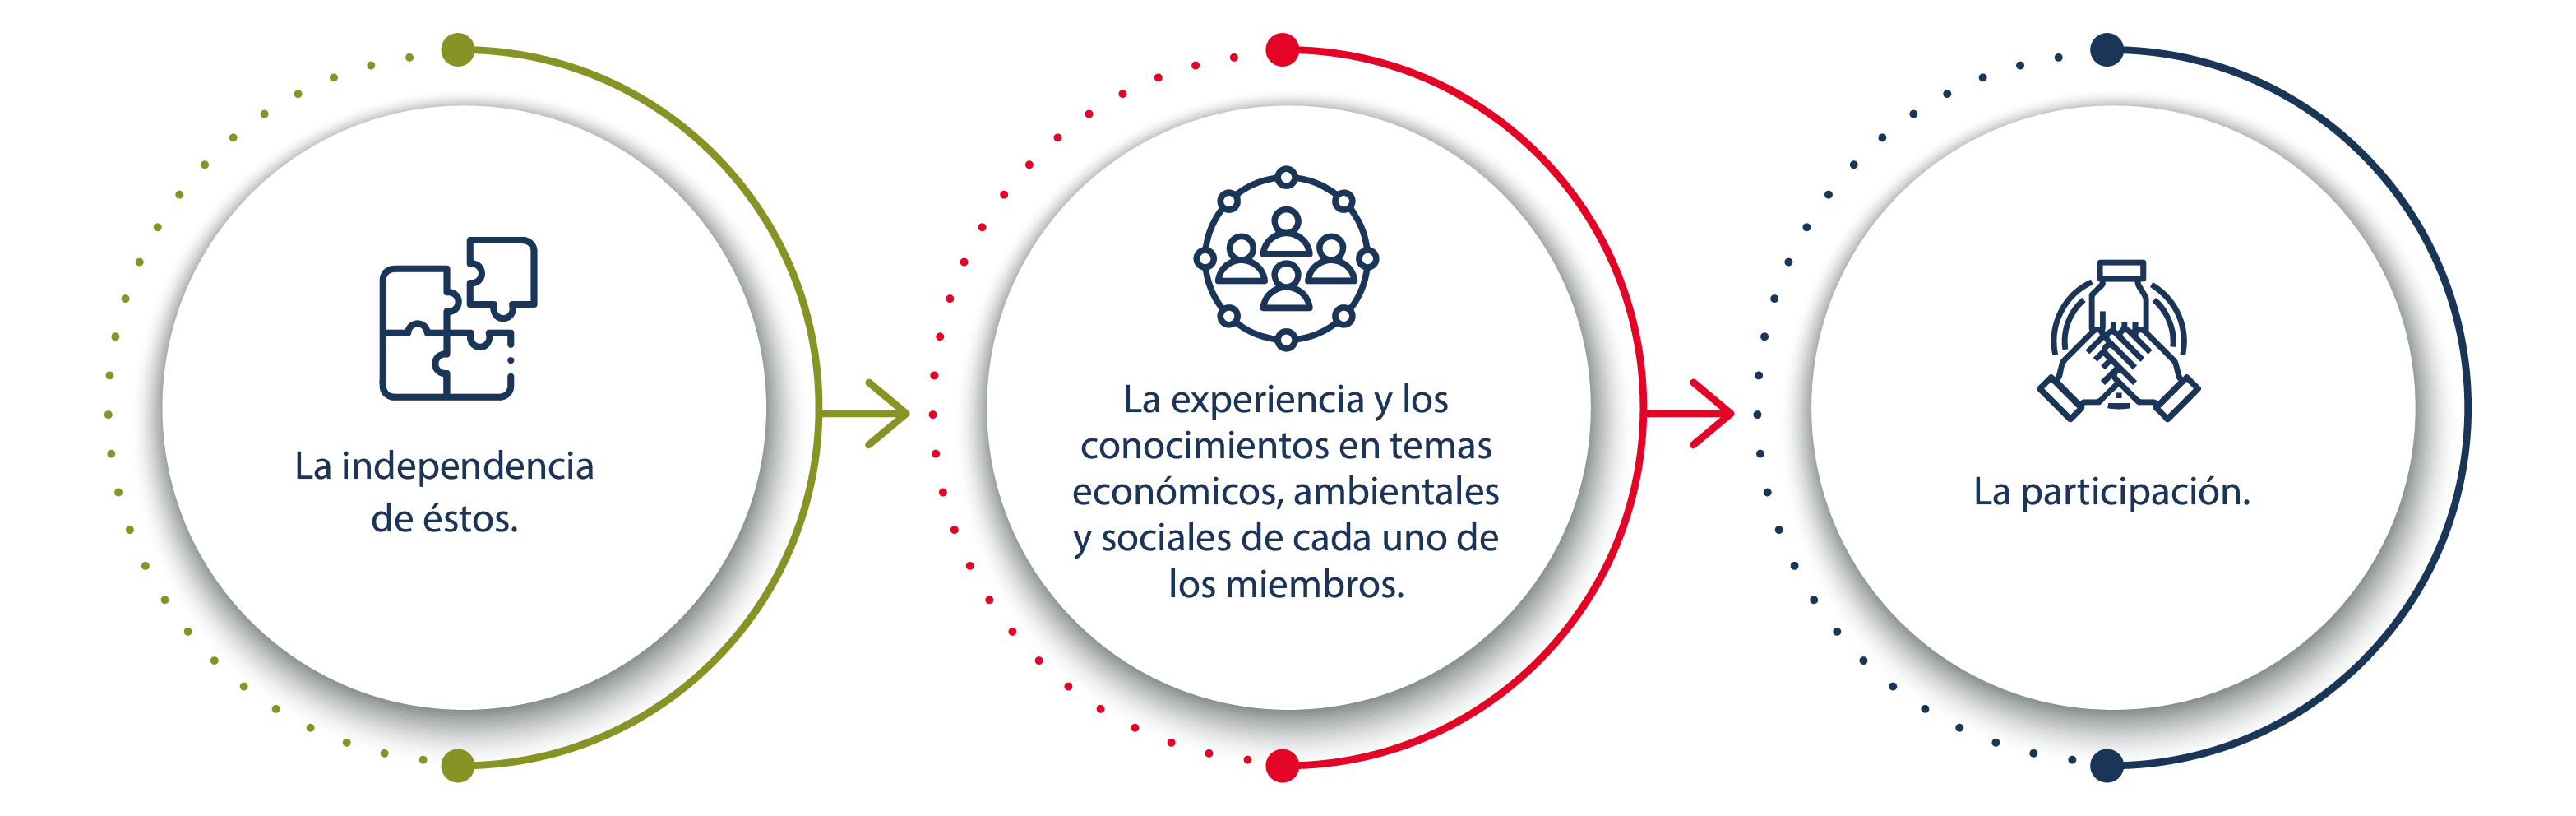 La independencia
de éstos.
La experiencia y los
conocimientos en temas
económicos, ambientales
y sociales de cada uno de
los miembros.
La participación.